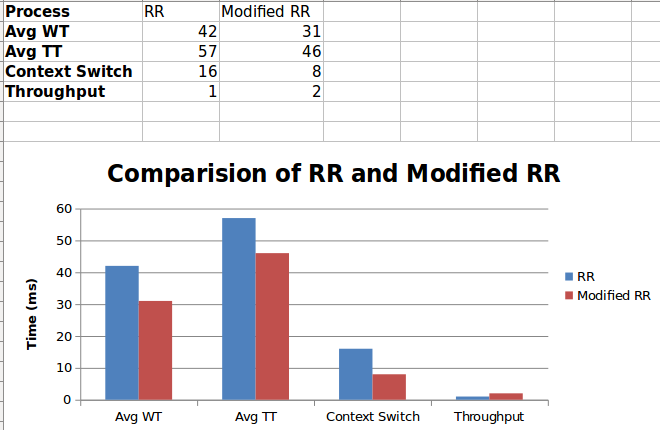 Process RR Modified RR
Avg WT 42 31
Avg TT 57 46
Context Switch 16 8
Throughput 1 2
Comparision of RR and Modified RR
60
50
40
30
20
10
0
Time (ms)
Avg WT Avg TT Context Switch Throughput
RR
Modified RR